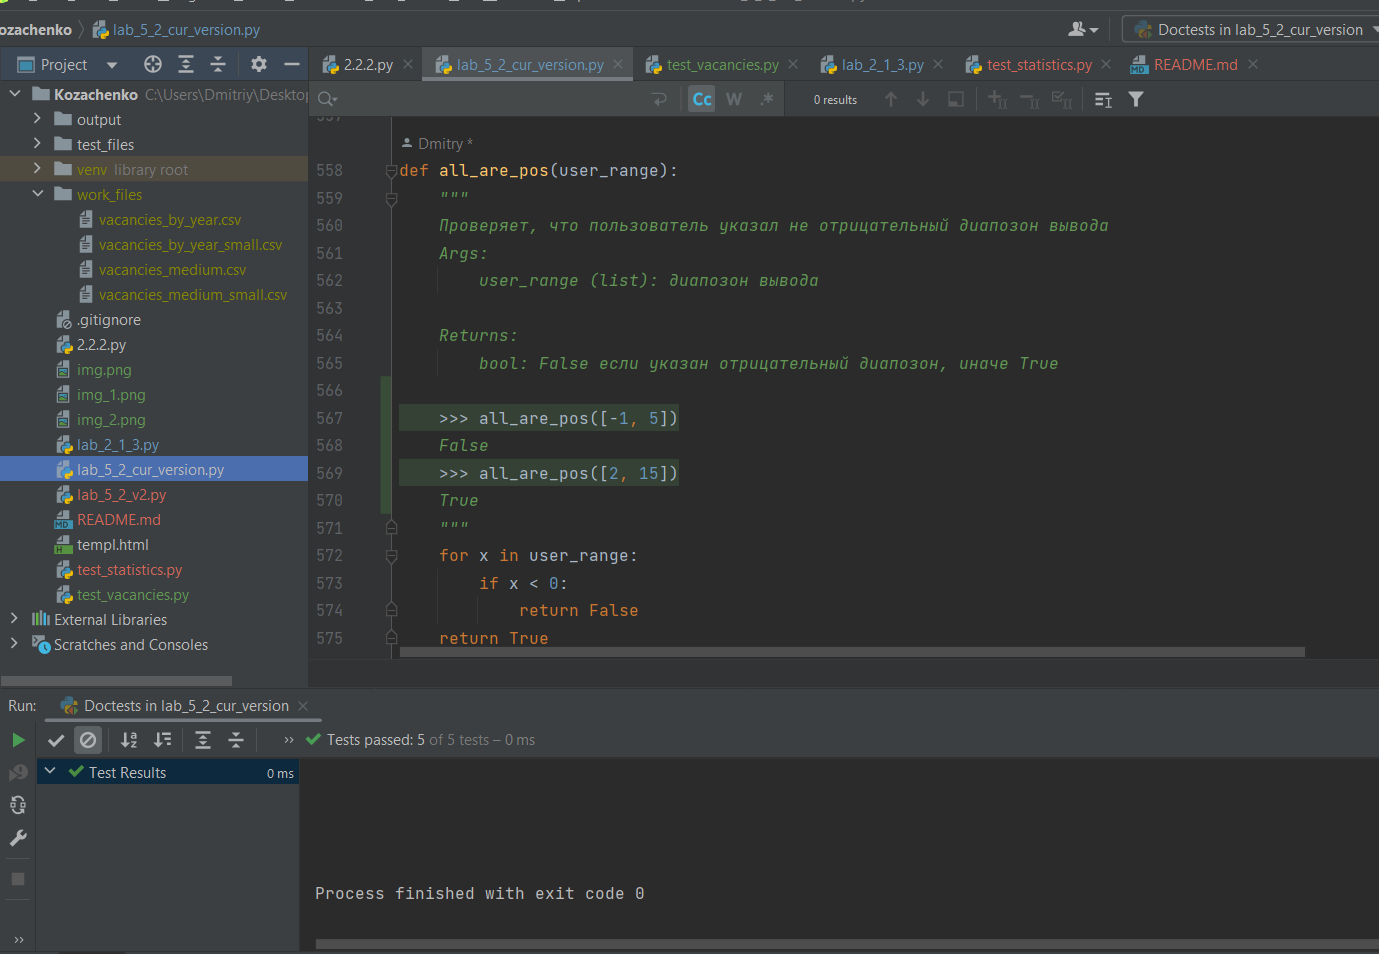 ozachenko
lab_5_2_cur_version.py
Doctests in lab_5_2_cur_version
Project
2.2.2.py
lab_5_2_cur_version.py
test_vacancies.py
lab_2_1_3.py
test_statistics.py
README.md
Kozachenko C:\Users\Dmitriy\Desktop
output
test_files
venv library root
work_files
vacancies_by_year.csv
vacancies_by_year_small.csv
vacancies_medium.csv
vacancies_medium_small.csv
.gitignore
2.2.2.py
img.png
img_1.png
img_2.png
lab_2_1_3.py
lab_5_2_cur_version.py
lab_5_2_v2.py
README.md
templ.html
test_statistics.py
test_vacancies.py
External Libraries
Scratches and Consoles
Cc W .* 0 results
557
Dmitry *
558 def all_are_pos(user_range):
559 """
560 Проверяет, что пользователь указал не отрицательный диапозон вывода
561 Args:
562 user_range (list): диапозон вывода
563
564 Returns:
565 bool: False если указан отрицательный диапозон, иначе True
566
567 >>> all_are_pos([-1, 5])
568 False
569 >>> all_are_pos([2, 15])
570 True
571 """
572 for x in user_range:
573 if x < 0:
574 return False
575 return True
Run: Doctests in lab_5_2_cur_version
Tests passed: 5 of 5 tests – 0 ms
Test Results 0 ms
Process finished with exit code 0